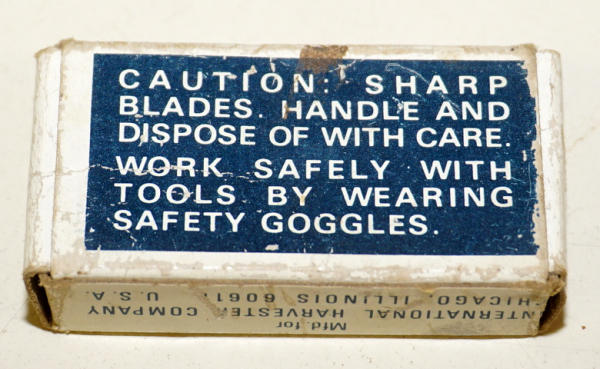 CAUTION: SHARP
BLADES. HANDLE AND
DISPOSE OF WITH CARE.
WORK SAFELY WITH
TOOLS BY WEARING
SAFETY GOGGLES.
Mfd. for
INTERNATIONAL HARVESTER COMPANY
CHICAGO, ILLINOIS 6061 U.S.A.